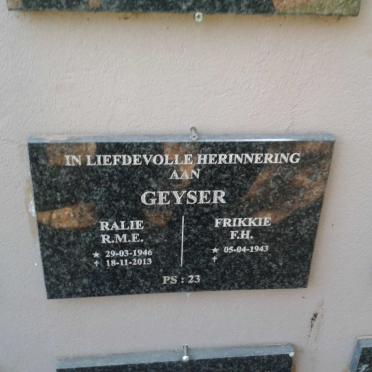 IN LIEFDEVOLLE HERINNERING
AAN
GEYSER
RALIE
R.M.E.
★ 29-03-1946
✝ 18-11-2013
FRIKKIE
F.H.
★ 05-04-1943
✝
PS : 23